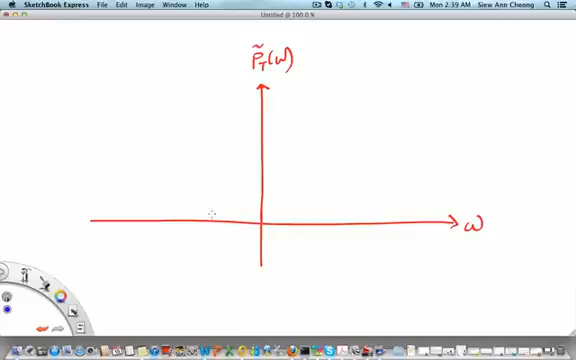 SketchBook Express File Edit Image Window Help
Mon 2:39 AM Siew Ann Cheong
Untitled @ 100.0 %
p̃_T(ω)
ω